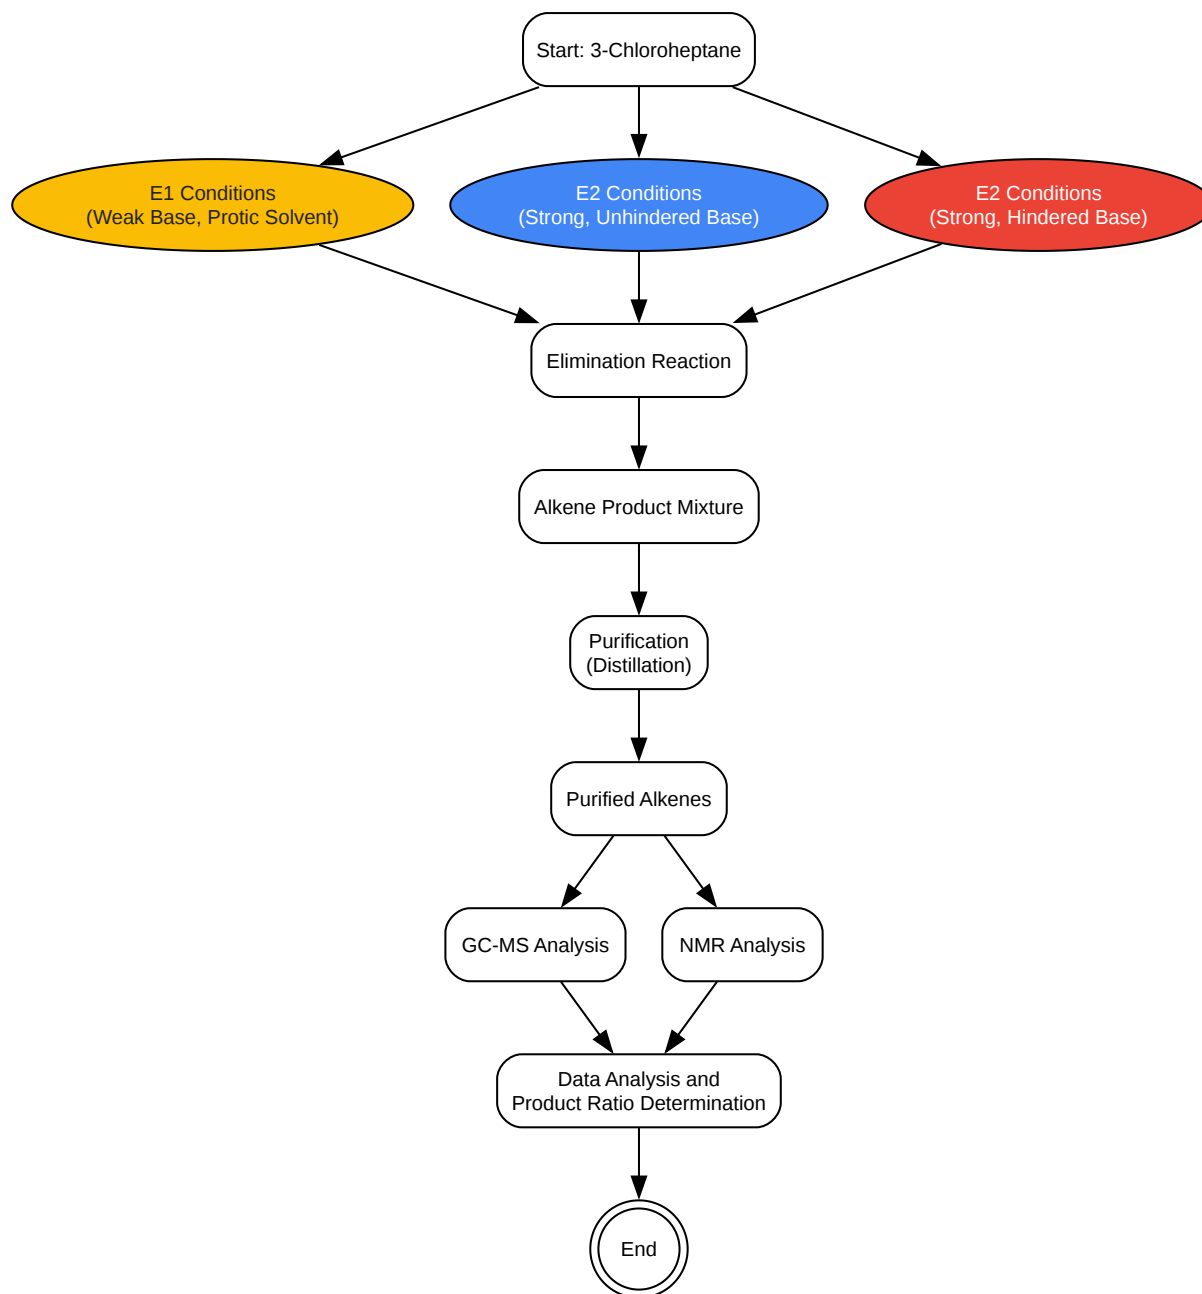 Start: 3-Chloroheptane
E1 Conditions
(Weak Base, Protic Solvent)
E2 Conditions
(Strong, Unhindered Base)
E2 Conditions
(Strong, Hindered Base)
Elimination Reaction
Alkene Product Mixture
Purification
(Distillation)
Purified Alkenes
GC-MS Analysis
NMR Analysis
Data Analysis and
Product Ratio Determination
End